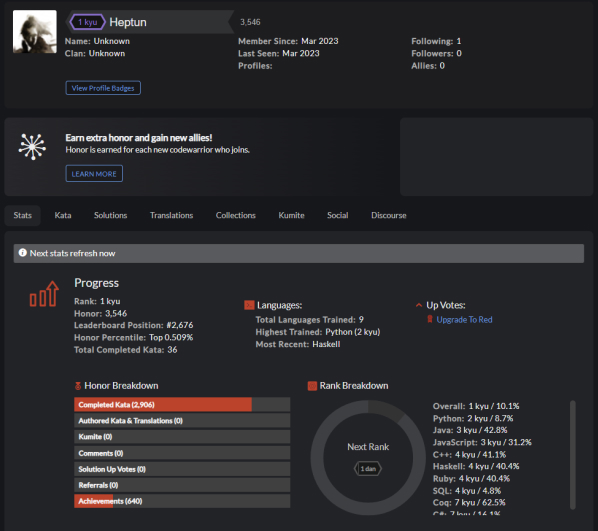 1 kyu Heptun 3,546
Name: Unknown Member Since: Mar 2023 Following: 1
Clan: Unknown Last Seen: Mar 2023 Followers: 0
Profiles: Allies: 0
View Profile Badges
Earn extra honor and gain new allies!
Honor is earned for each new codewarrior who joins.
LEARN MORE
Stats Kata Solutions Translations Collections Kumite Social Discourse
Next stats refresh now
Progress
Rank: 1 kyu
Honor: 3,546
Leaderboard Position: #2,676
Honor Percentile: Top 0.509%
Total Completed Kata: 36
Languages:
Total Languages Trained: 9
Highest Trained: Python (2 kyu)
Most Recent: Haskell
Up Votes:
Upgrade To Red
Honor Breakdown
Completed Kata (2,906)
Authored Kata & Translations (0)
Kumite (0)
Comments (0)
Solution Up Votes (0)
Referrals (0)
Achievements (640)
Rank Breakdown
Next Rank
1 dan
Overall: 1 kyu / 10.1%
Python: 2 kyu / 8.7%
Java: 3 kyu / 42.8%
JavaScript: 3 kyu / 31.2%
C++: 4 kyu / 41.1%
Haskell: 4 kyu / 40.4%
Ruby: 4 kyu / 40.4%
SQL: 4 kyu / 4.8%
Coq: 7 kyu / 62.5%
C#: 7 kyu / 16.1%